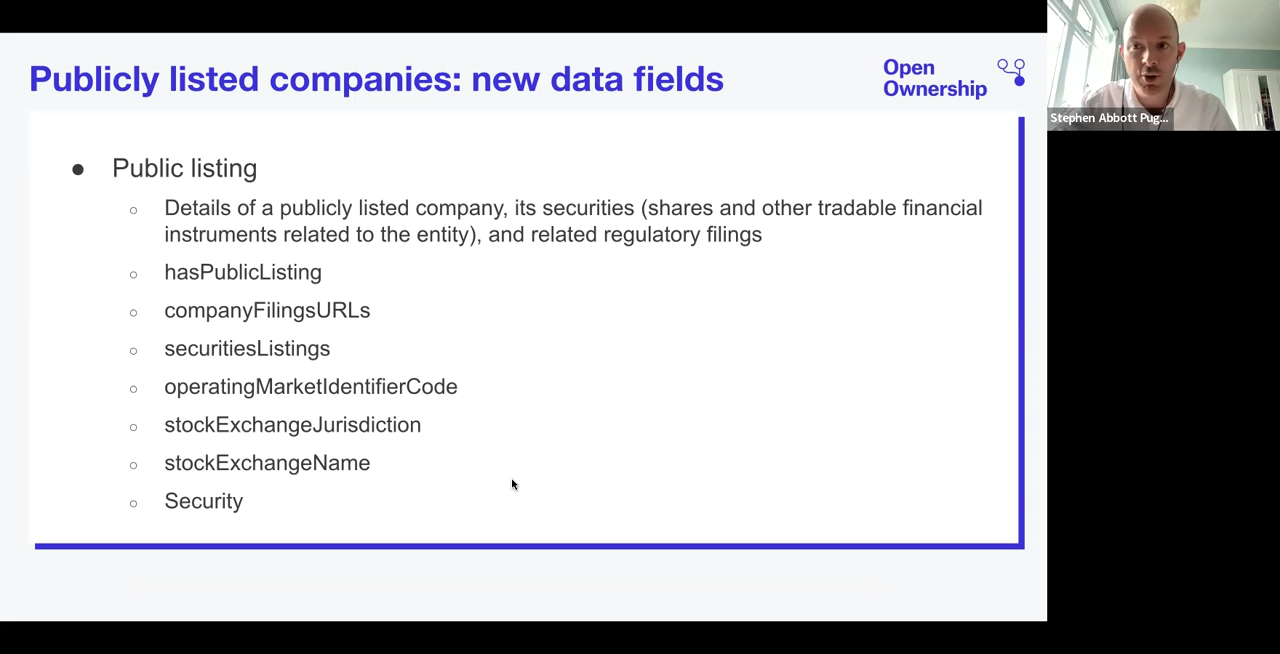 Publicly listed companies: new data fields
Open
Ownership
Stephen Abbott Pug...
● Public listing
○ Details of a publicly listed company, its securities (shares and other tradable financial
instruments related to the entity), and related regulatory filings
○ hasPublicListing
○ companyFilingsURLs
○ securitiesListings
○ operatingMarketIdentifierCode
○ stockExchangeJurisdiction
○ stockExchangeName
○ Security